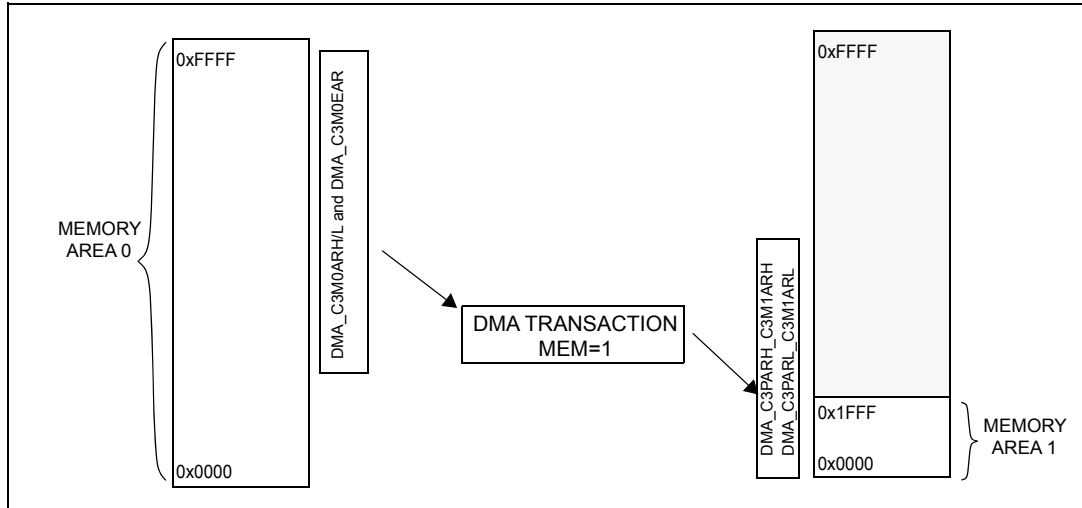 0xFFFF
MEMORY
AREA 0
0x0000
DMA_C3M0ARH/L and DMA_C3M0EAR
DMA TRANSACTION
MEM=1
DMA_C3PARH_C3M1ARH
DMA_C3PARL_C3M1ARL
0xFFFF
0x1FFF
0x0000
MEMORY
AREA 1